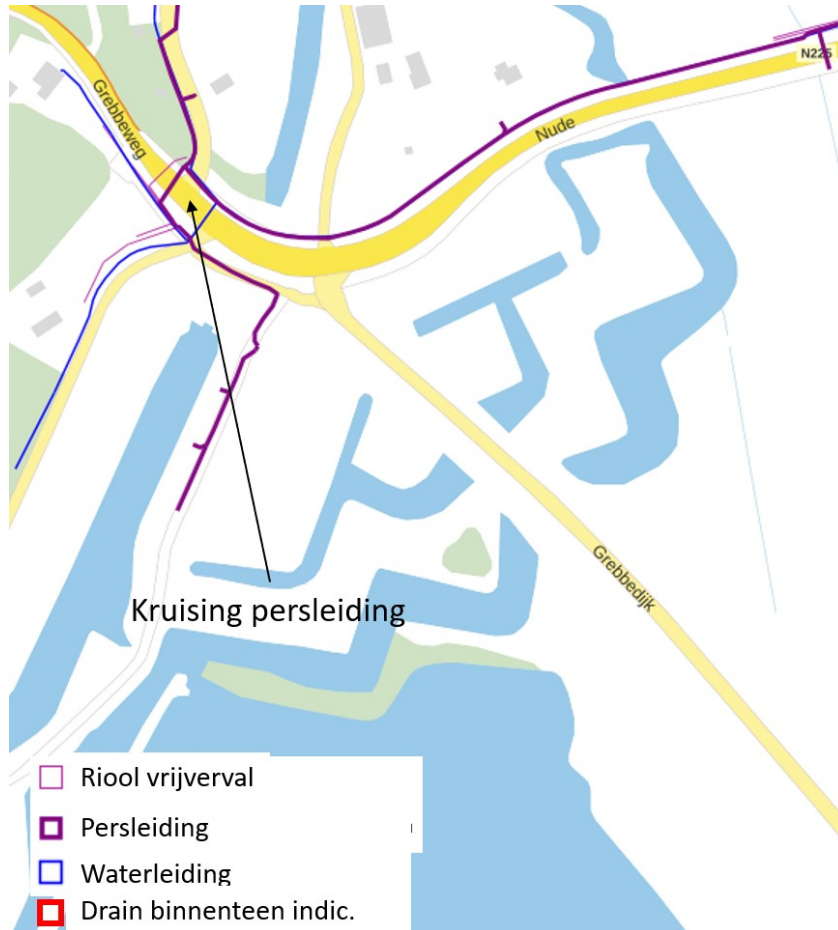 N225
Nude
Grebbeweg
Kruising persleiding
Grebbedijk
Riool vrijverval
Persleiding
Waterleiding
Drain binnenteen indic.